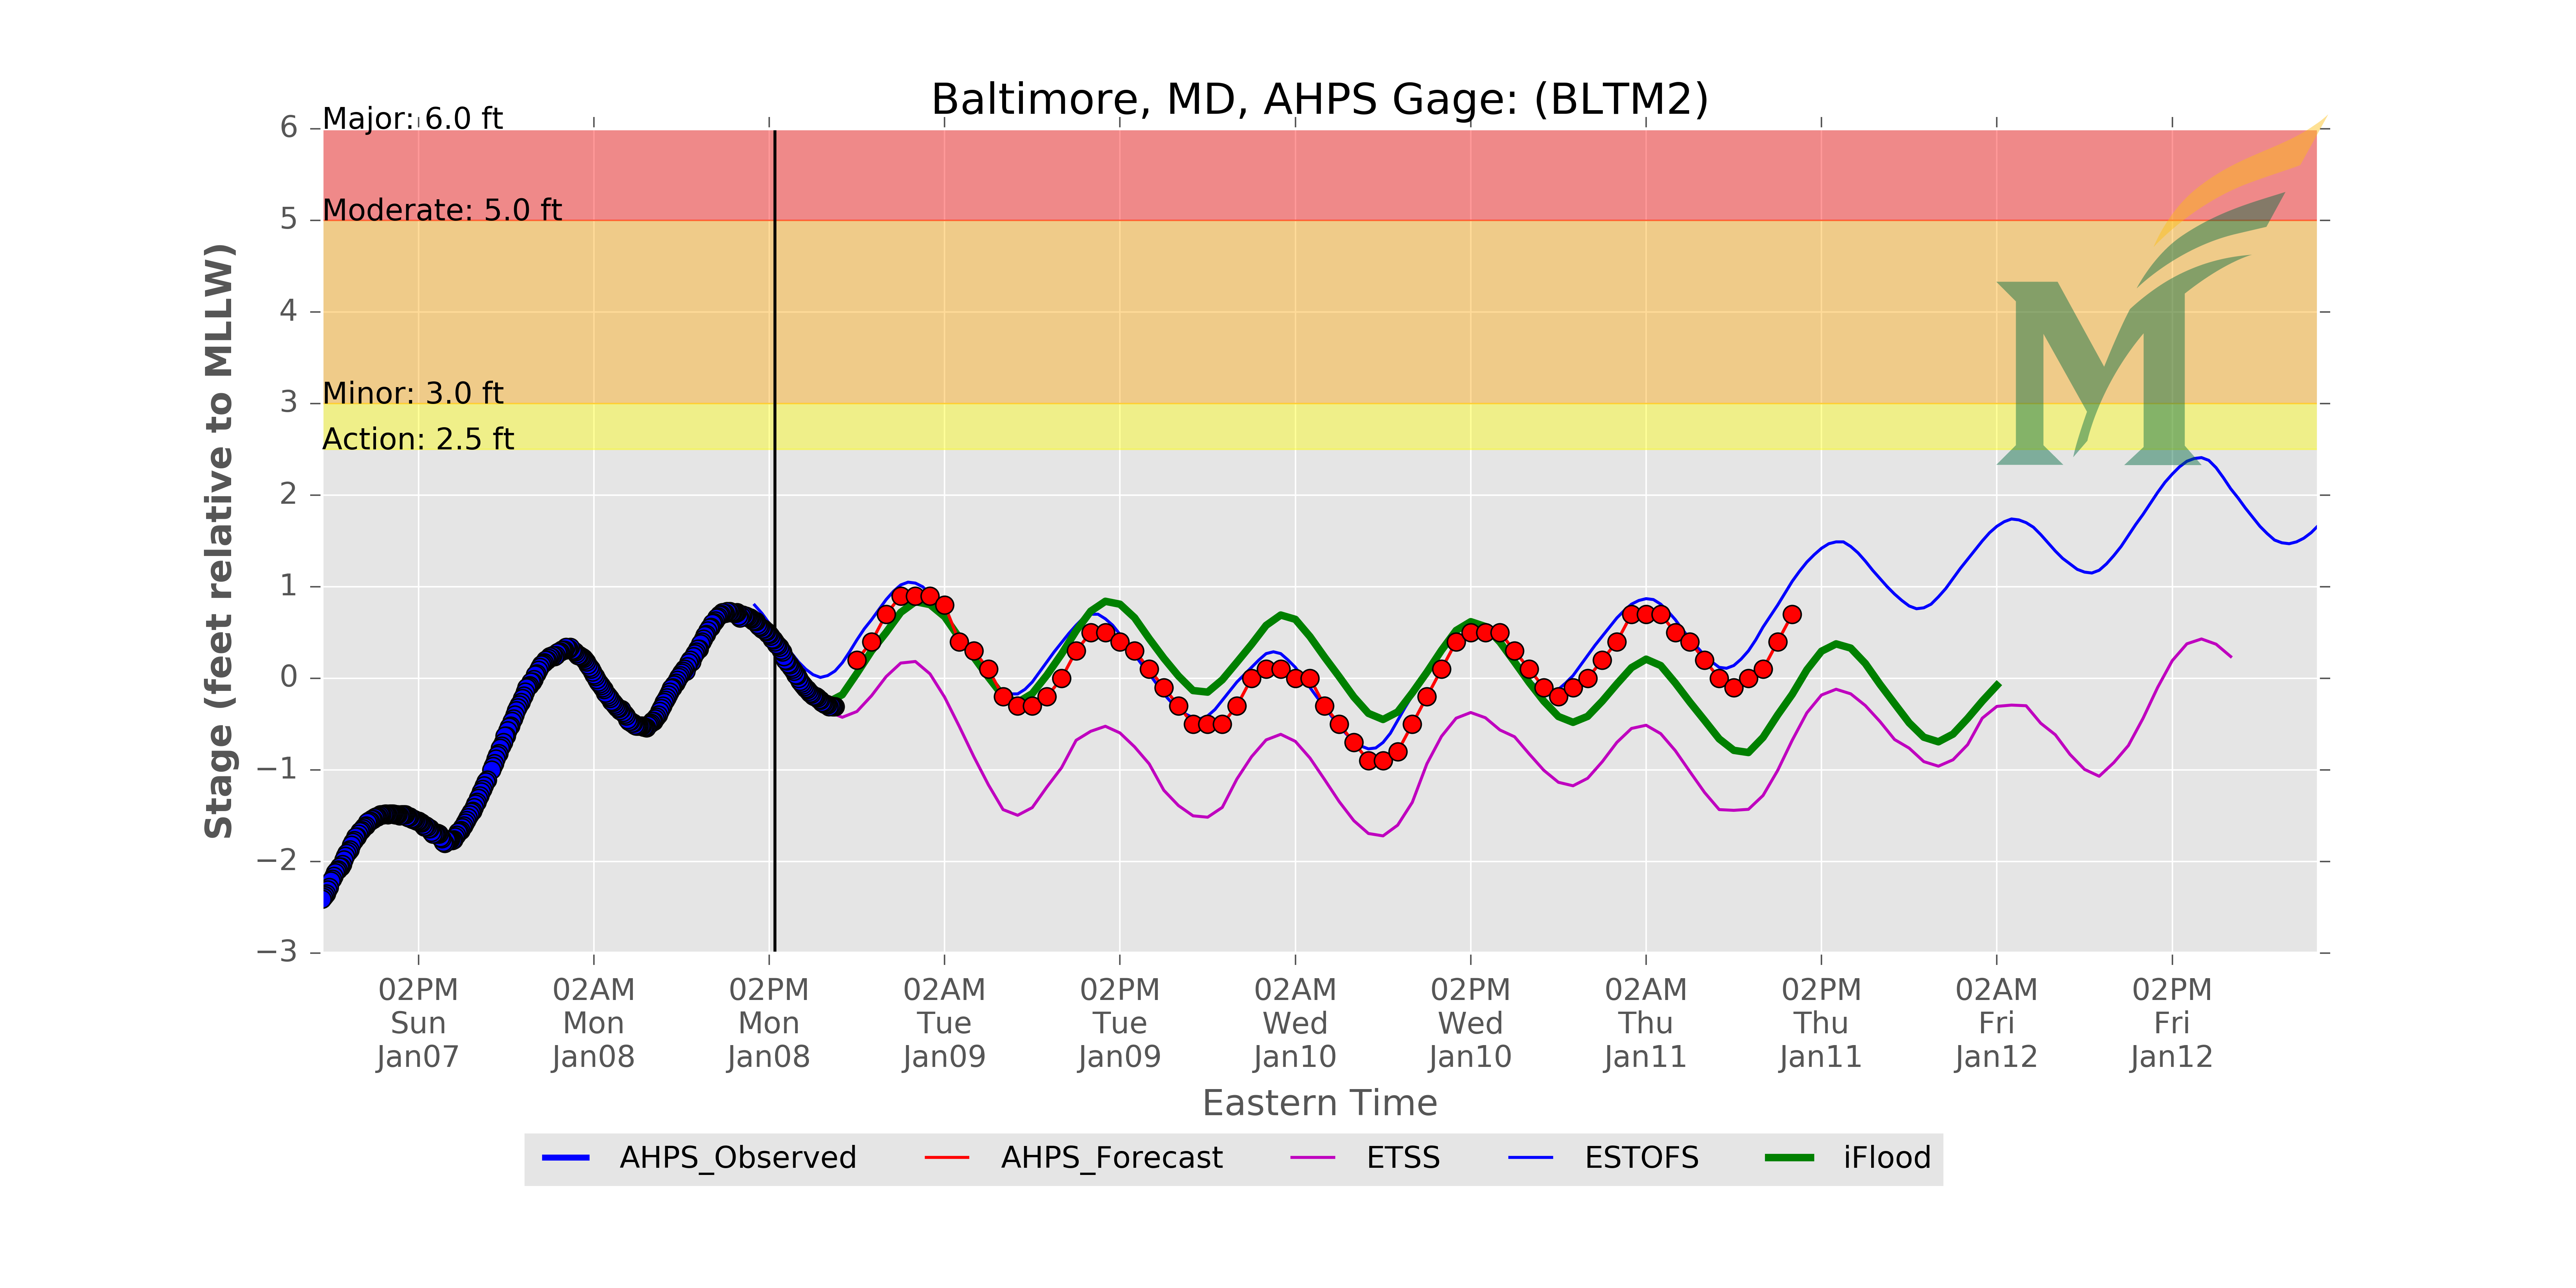 Baltimore, MD, AHPS Gage: (BLTM2)
Major: 6.0 ft
Moderate: 5.0 ft
Minor: 3.0 ft
Action: 2.5 ft
6
5
4
3
2
1
0
−1
−2
−3
Stage (feet relative to MLLW)
02PM 02AM 02PM 02AM 02PM 02AM 02PM 02AM 02PM 02AM 02PM
Sun Mon Mon Tue Tue Wed Wed Thu Thu Fri Fri
Jan07 Jan08 Jan08 Jan09 Jan09 Jan10 Jan10 Jan11 Jan11 Jan12 Jan12
Eastern Time
AHPS_Observed AHPS_Forecast ETSS ESTOFS iFlood
M